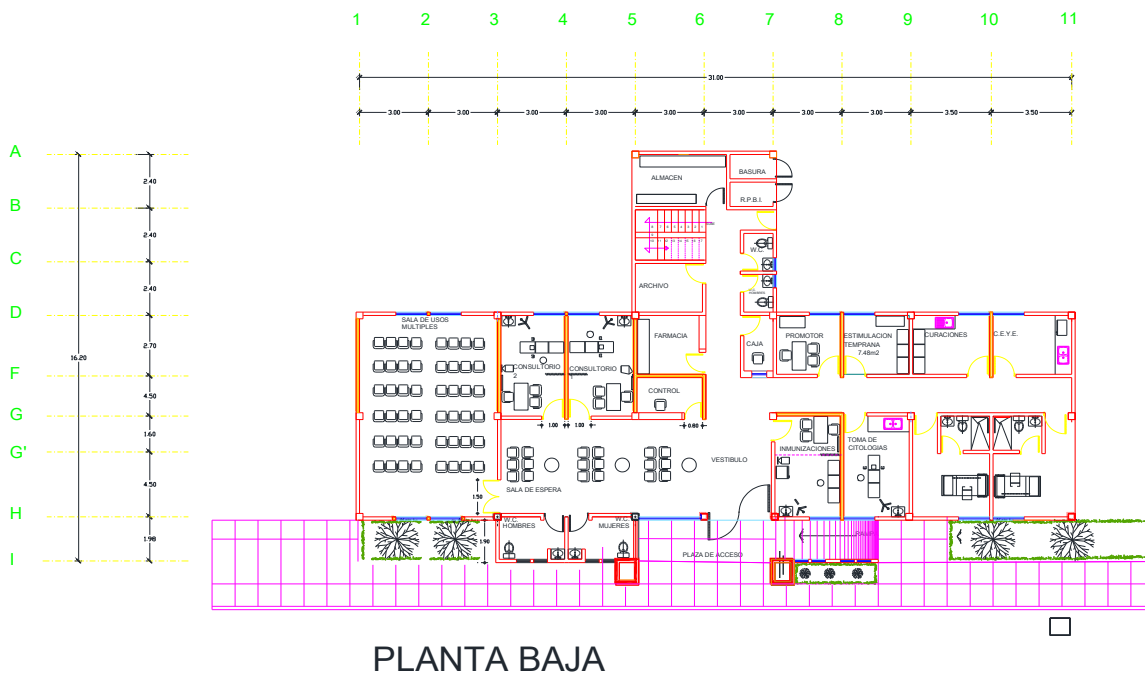 1 2 3 4 5 6 7 8 9 10 11
31.00
3.00 3.00 3.00 3.00 3.00 3.00 3.00 3.00 3.50 3.50
A
B
C
D
F
G
G'
H
I
16.20
2.40
2.40
2.40
2.70
4.50
1.60
4.50
1.90
ALMACEN
BASURA
R.P.B.I.
W.C.
ARCHIVO
SALA DE USOS
MULTIPLES
FARMACIA
CAJA
PROMOTOR
ESTIMULACION
TEMPRANA
7.48m2
CURACIONES
C.E.Y.E.
CONSULTORIO
2
CONSULTORIO
CONTROL
1.00 1.00
0.80
VESTIBULO
INMUNIZACIONES
TOMA DE
CITOLOGIAS
SALA DE ESPERA
1.50
W.C.
HOMBRES
W.C.
MUJERES
1.90
PLAZA DE ACCESO
PLANTA BAJA